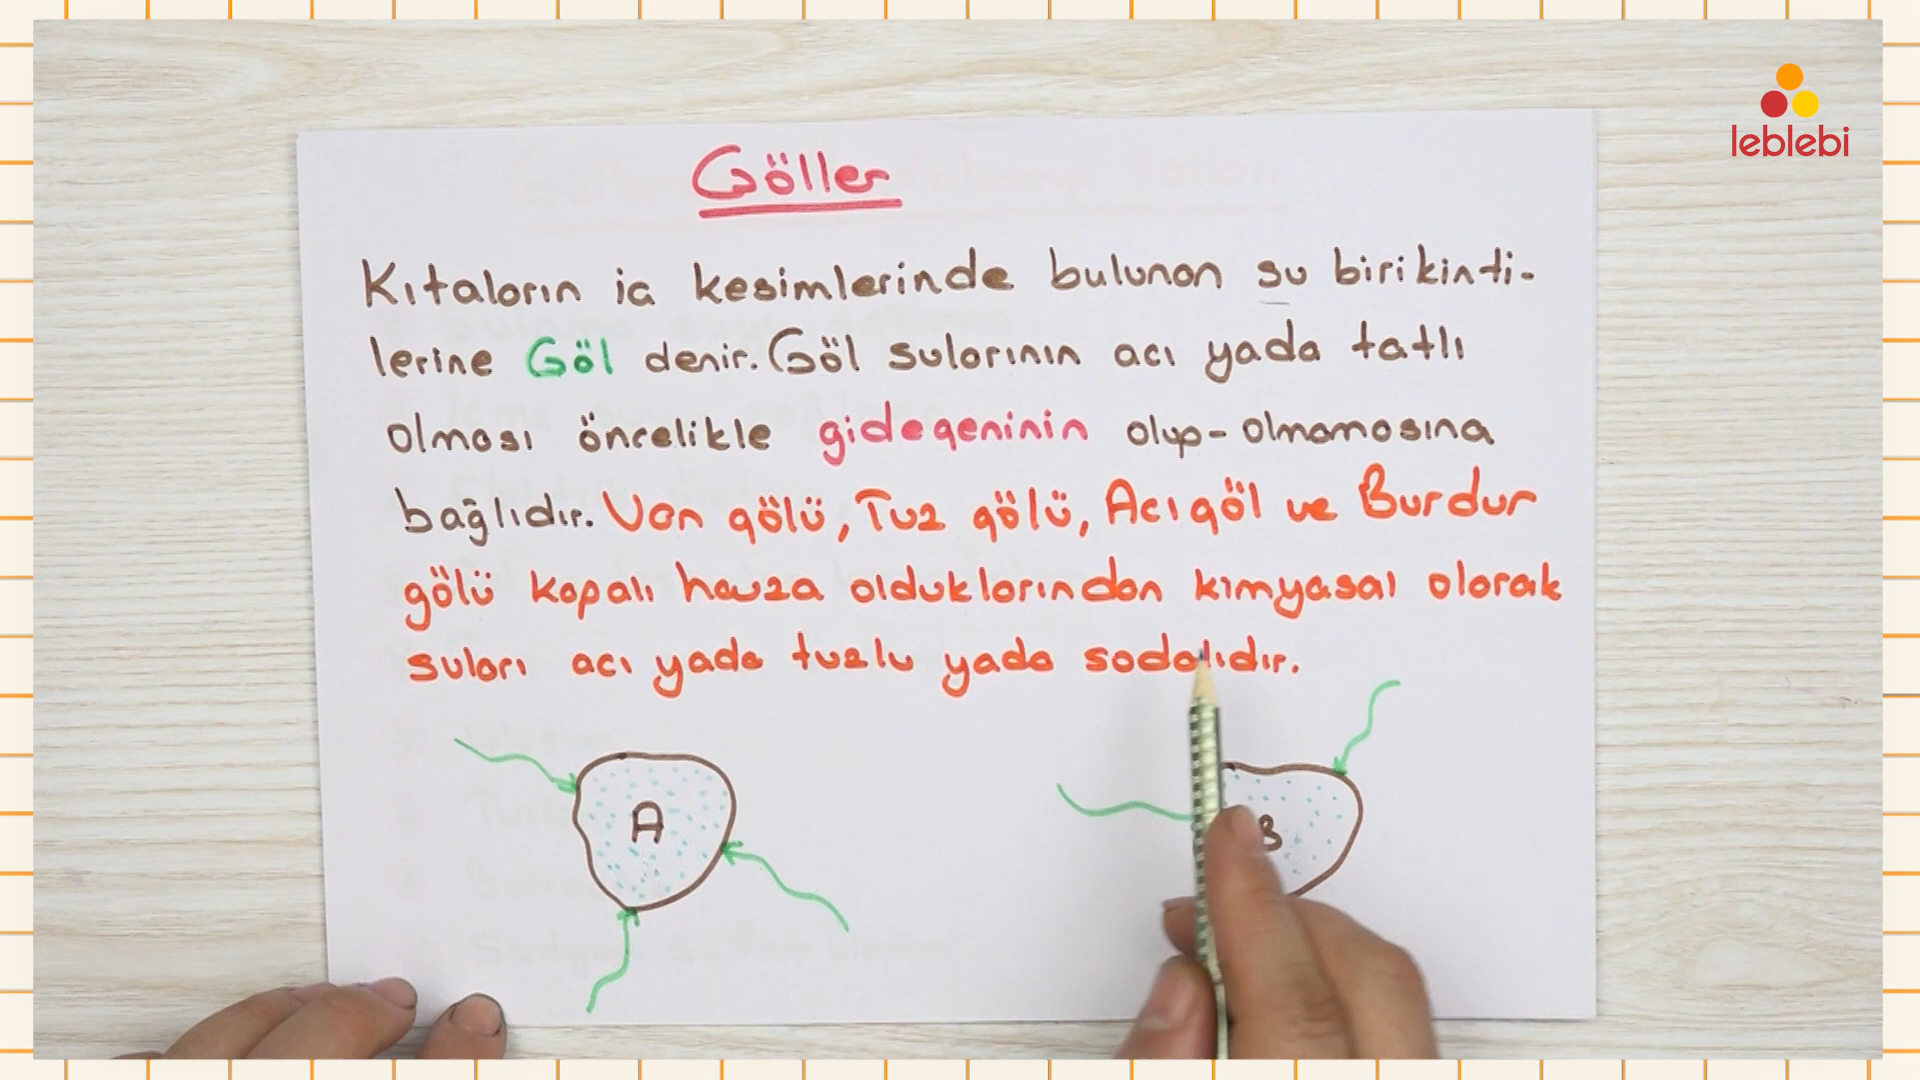 leblebi
Göller
Kıtaların iç kesimlerinde bulunan su birikinti-
lerine Göl denir. Göl sularının acı yada tatlı
olması öncelikle gideğeninin olup-olmamasına
bağlıdır. Van gölü, Tuz gölü, Acıgöl ve Burdur
gölü kapalı havza olduklarından kimyasal olarak
suları acı yada tuzlu yada sodalıdır.
A
B